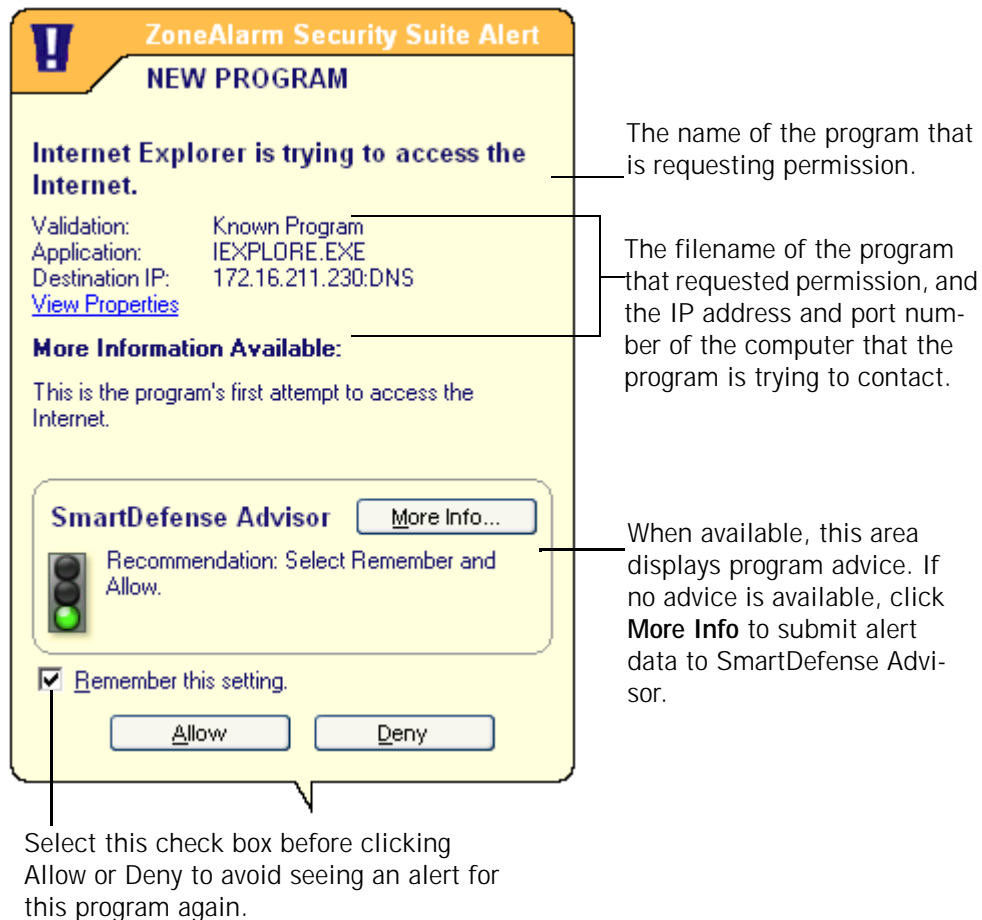 ZoneAlarm Security Suite Alert
NEW PROGRAM
Internet Explorer is trying to access the
Internet.
Validation: Known Program
Application: IEXPLORE.EXE
Destination IP: 172.16.211.230:DNS
View Properties
More Information Available:
This is the program's first attempt to access the
Internet.
SmartDefense Advisor More Info...
Recommendation: Select Remember and
Allow.
Remember this setting.
Allow Deny
The name of the program that
is requesting permission.
The filename of the program
that requested permission, and
the IP address and port num-
ber of the computer that the
program is trying to contact.
When available, this area
displays program advice. If
no advice is available, click
More Info to submit alert
data to SmartDefense Advi-
sor.
Select this check box before clicking
Allow or Deny to avoid seeing an alert for
this program again.